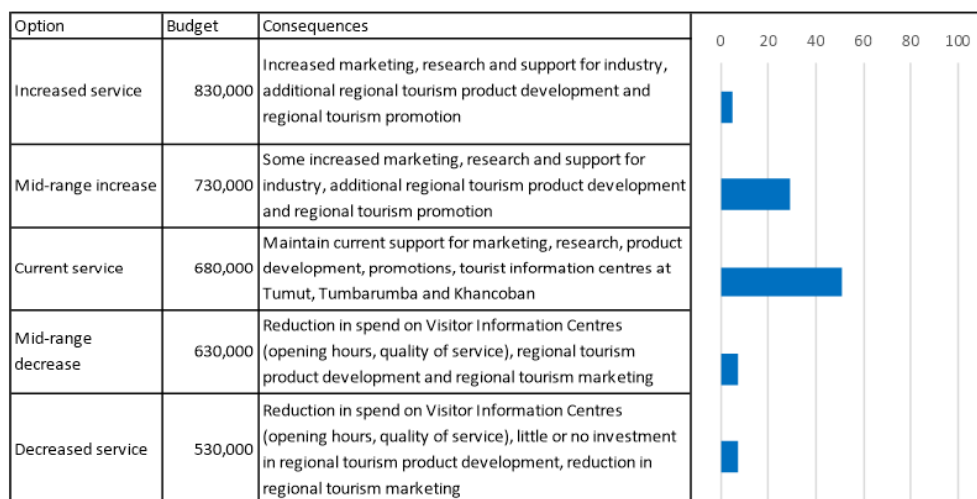 Option Budget Consequences
0 20 40 60 80 100
Increased service 830,000
Increased marketing, research and support for industry,
additional regional tourism product development and
regional tourism promotion
Mid-range increase 730,000
Some increased marketing, research and support for
industry, additional regional tourism product development
and regional tourism promotion
Current service 680,000
Maintain current support for marketing, research, product
development, promotions, tourist information centres at
Tumut, Tumbarumba and Khancoban
Mid-range
decrease
630,000
Reduction in spend on Visitor Information Centres
(opening hours, quality of service), regional tourism
product development and regional tourism marketing
Decreased service 530,000
Reduction in spend on Visitor Information Centres
(opening hours, quality of service), little or no investment
in regional tourism product development, reduction in
regional tourism marketing